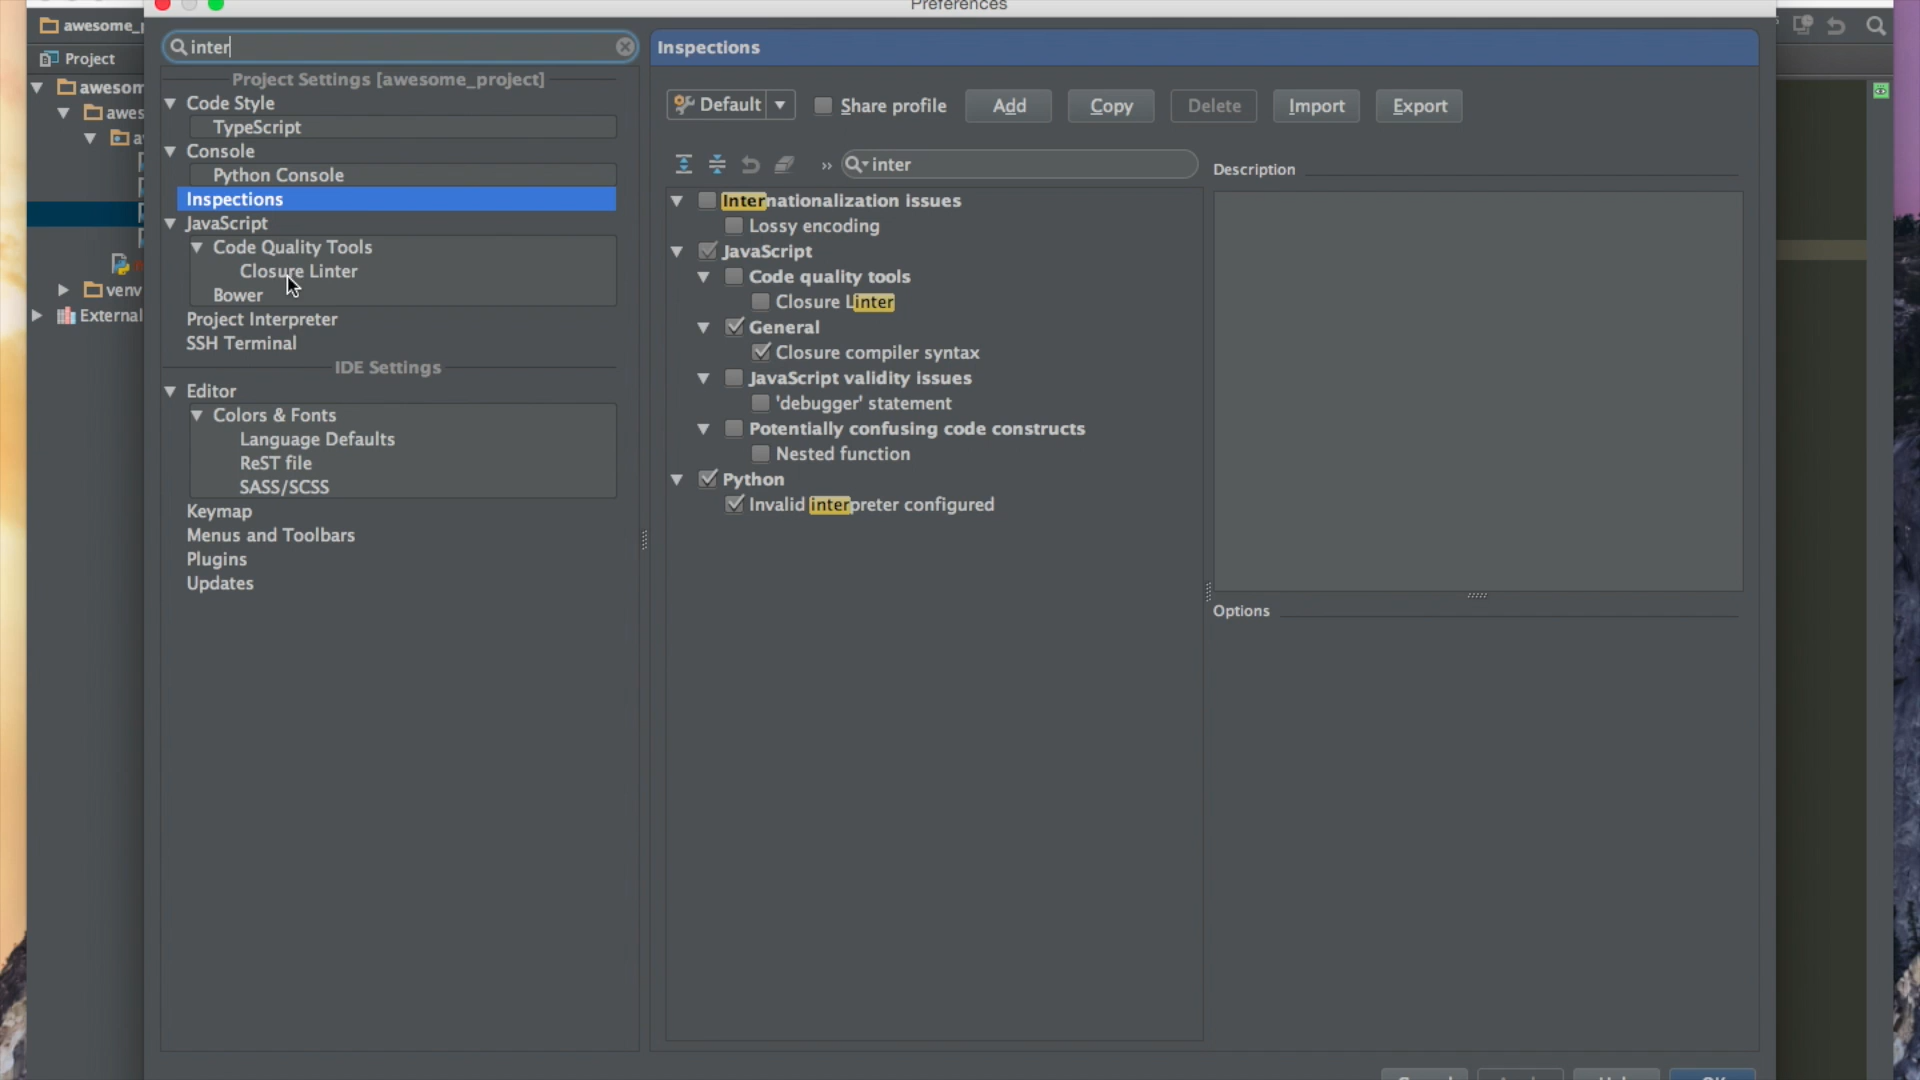 Preferences
awesome_p
Project
awesom
awes
a
venv
External
inter
Project Settings [awesome_project]
Code Style
TypeScript
Console
Python Console
Inspections
JavaScript
Code Quality Tools
Closure Linter
Bower
Project Interpreter
SSH Terminal
IDE Settings
Editor
Colors & Fonts
Language Defaults
ReST file
SASS/SCSS
Keymap
Menus and Toolbars
Plugins
Updates
Inspections
Default Share profile Add Copy Delete Import Export
» inter
Internationalization issues
Lossy encoding
JavaScript
Code quality tools
Closure Linter
General
Closure compiler syntax
JavaScript validity issues
'debugger' statement
Potentially confusing code constructs
Nested function
Python
Invalid interpreter configured
Description
Options